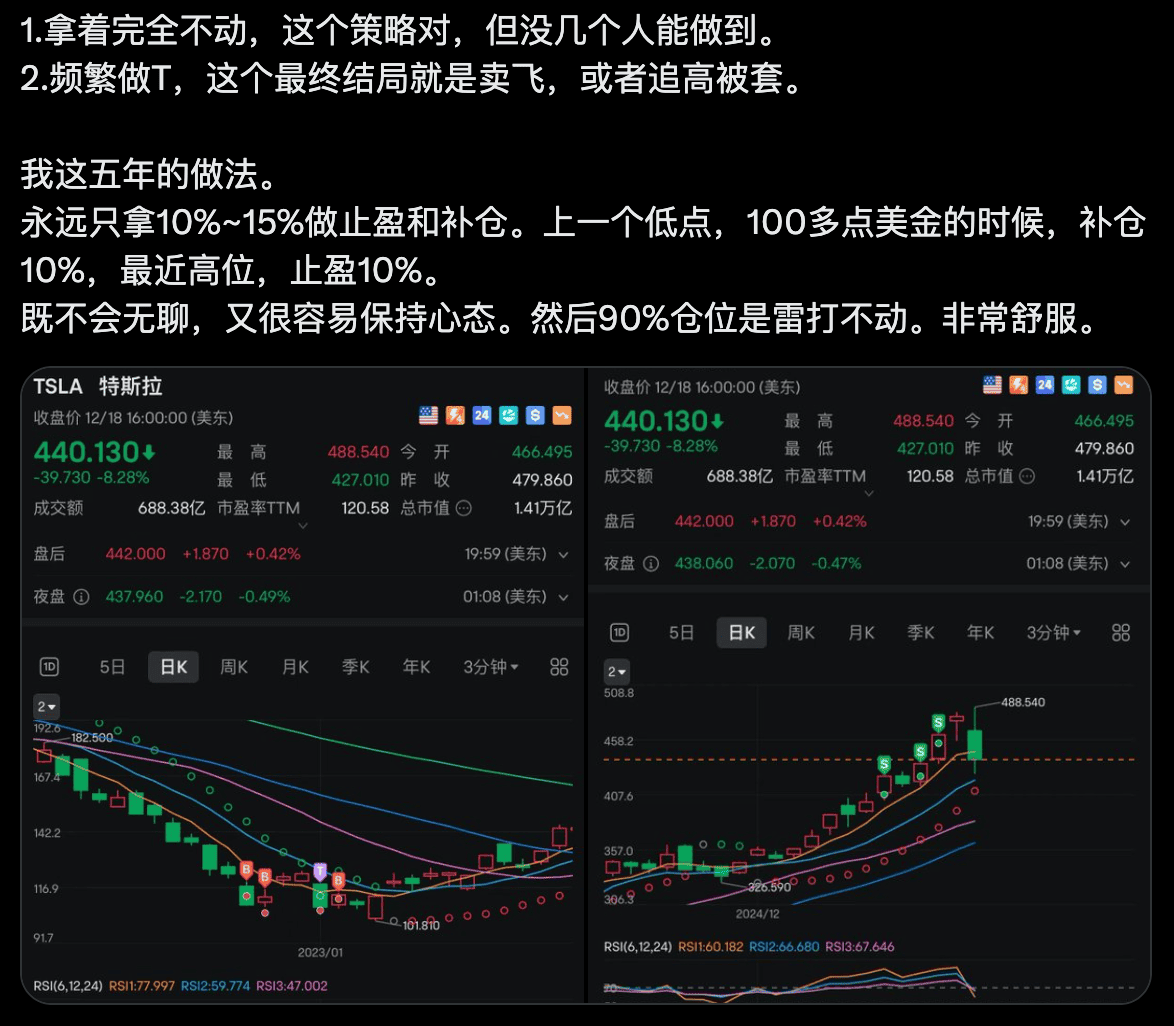 1.拿着完全不动，这个策略对，但没几个人能做到。
2.频繁做T，这个最终结局就是卖飞，或者追高被套。
我这五年的做法。
永远只拿10%~15%做止盈和补仓。上一个低点，100多点美金的时候，补仓
10%，最近高位，止盈10%。
既不会无聊，又很容易保持心态。然后90%仓位是雷打不动。非常舒服。
TSLA 特斯拉
收盘价 12/18 16:00:00 (美东)
24
440.130
-39.730 -8.28%
最 高 488.540 今 开 466.495
最 低 427.010 昨 收 479.860
成交额 688.38亿 市盈率TTM 120.58 总市值 1.41万亿
盘后 442.000 +1.870 +0.42% 19:59 (美东)
夜盘 437.960 -2.170 -0.49% 01:08 (美东)
1D 5日 日K 周K 月K 季K 年K 3分钟
2
192.6
182.500
167.4
142.2
116.9
B B T B
101.810
91.7
2023/01
RSI(6,12,24) RSI1:77.997 RSI2:59.774 RSI3:47.002
收盘价 12/18 16:00:00 (美东)
24
440.130
-39.730 -8.28%
最 高 488.540 今 开 466.495
最 低 427.010 昨 收 479.860
成交额 688.38亿 市盈率TTM 120.58 总市值 1.41万亿
盘后 442.000 +1.870 +0.42% 19:59 (美东)
夜盘 438.060 -2.070 -0.47% 01:08 (美东)
1D 5日 日K 周K 月K 季K 年K 3分钟
2
508.8
488.540
458.2
S S S
407.6
357.0
326.590
306.3
2024/12
RSI(6,12,24) RSI1:60.182 RSI2:66.680 RSI3:67.646
70